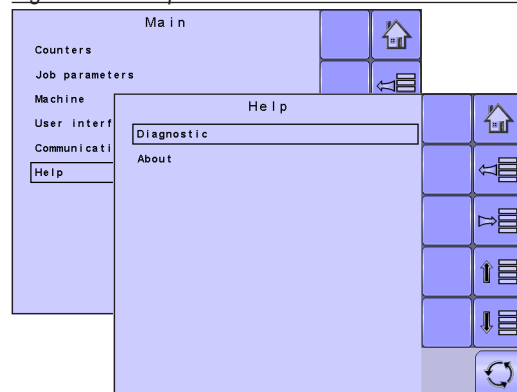 Main
Counters
Job parameters
Machine
User interf
Communicati
Help
Help
Diagnostic
About